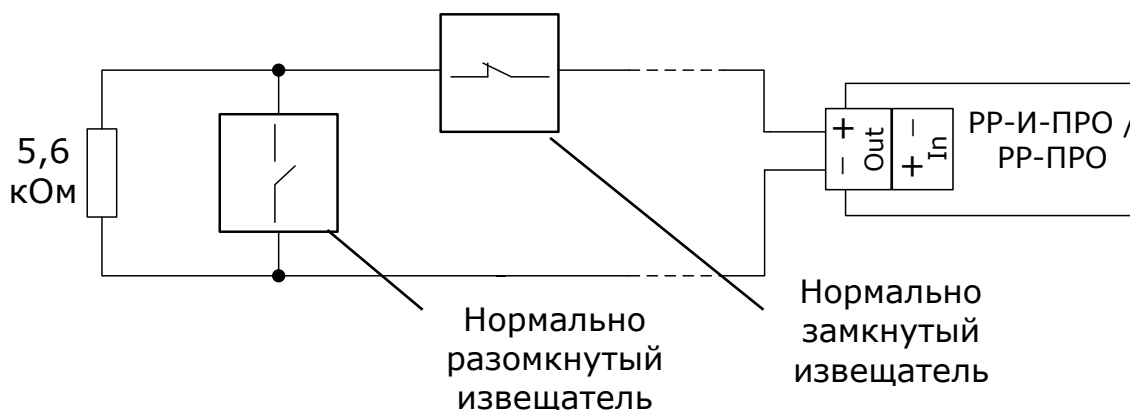 5,6
кОм
+
−
Out
−
+
In
РР-И-ПРО /
РР-ПРО
Нормально
разомкнутый
извещатель
Нормально
замкнутый
извещатель